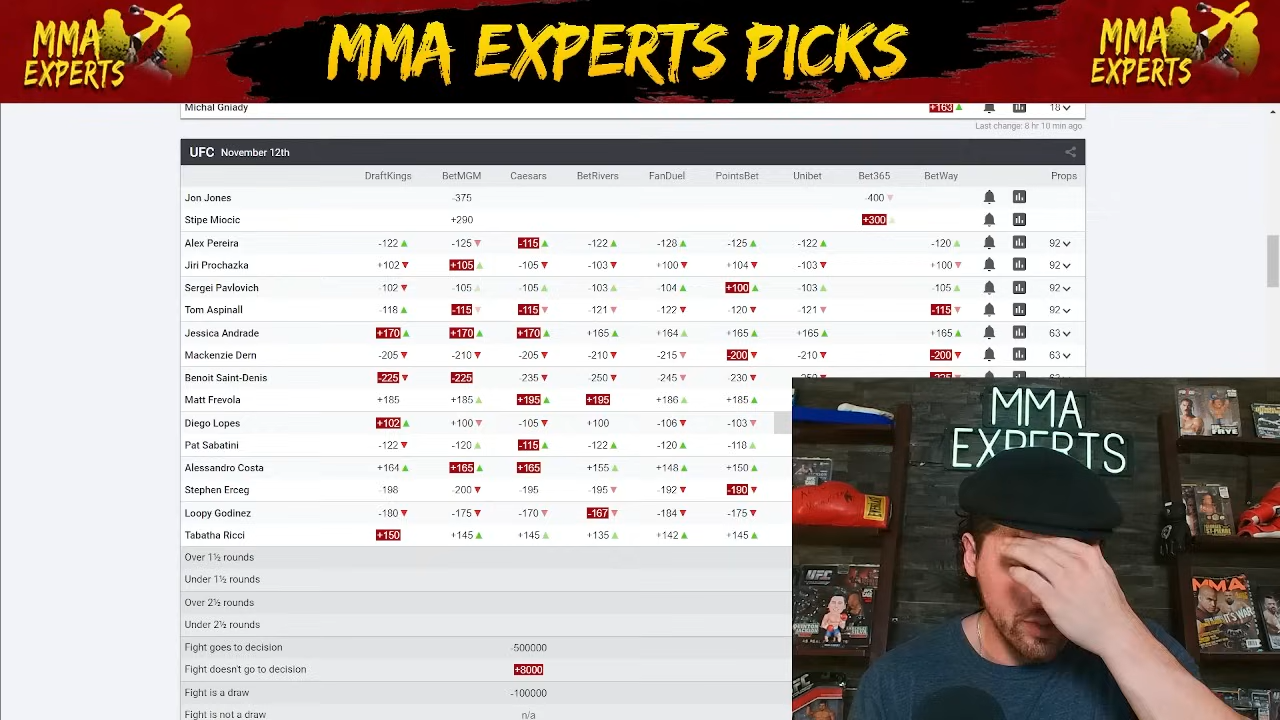 MMA EXPERTS
MMA EXPERTS PICKS
MMA EXPERTS
Michal Gniady +163 18
Last change: 8 hr 10 min ago
UFC November 12th
DraftKings BetMGM Caesars BetRivers FanDuel PointsBet Unibet Bet365 BetWay Props
Jon Jones -375 -400
Stipe Miocic +290 +300
Alex Pereira -122 -125 -115 -122 -128 -125 -122 -120 92
Jiri Prochazka +102 +105 -105 -103 +100 +104 -103 +100 92
Sergei Pavlovich -102 -105 -105 -103 -104 +100 -103 -105 92
Tom Aspinall -118 -115 -115 -121 -122 -120 -121 -115 92
Jessica Andrade +170 +170 +170 +165 +164 +165 +165 +165 63
Mackenzie Dern -205 -210 -205 -210 -215 -200 -210 -200 63
Benoit Saint-Denis -225 -225 -235 -250 -245 -230
Matt Frevola +185 +185 +195 +195 +186 +185
Diego Lopes +102 +100 -105 +100 -106 -103
Pat Sabatini -122 -120 -115 -122 -120 -118
Alessandro Costa +164 +165 +165 +155 +148 +150
Stephen Erceg -198 -200 -195 -195 -192 -190
Loopy Godinez -180 -175 -170 -167 -184 -175
Tabatha Ricci +150 +145 +145 +135 +142 +145
Over 1½ rounds
Under 1½ rounds
Over 2½ rounds
Under 2½ rounds
Fight goes to decision -500000
Fight doesn't go to decision +8000
Fight is a draw -100000
Fight is not a draw n/a
MMA
EXPERTS
UFC
MMA